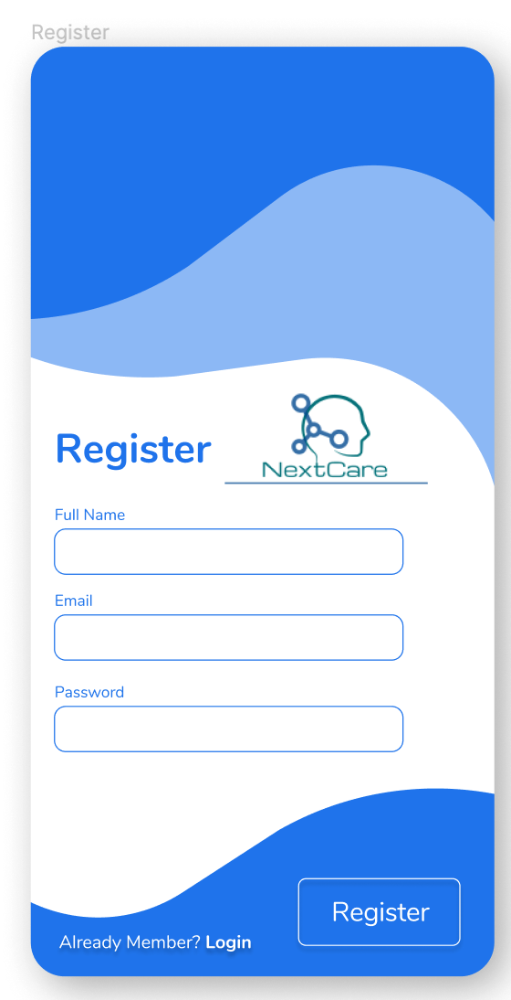 Register
Register
NextCare
Full Name
Email
Password
Register
Already Member? Login